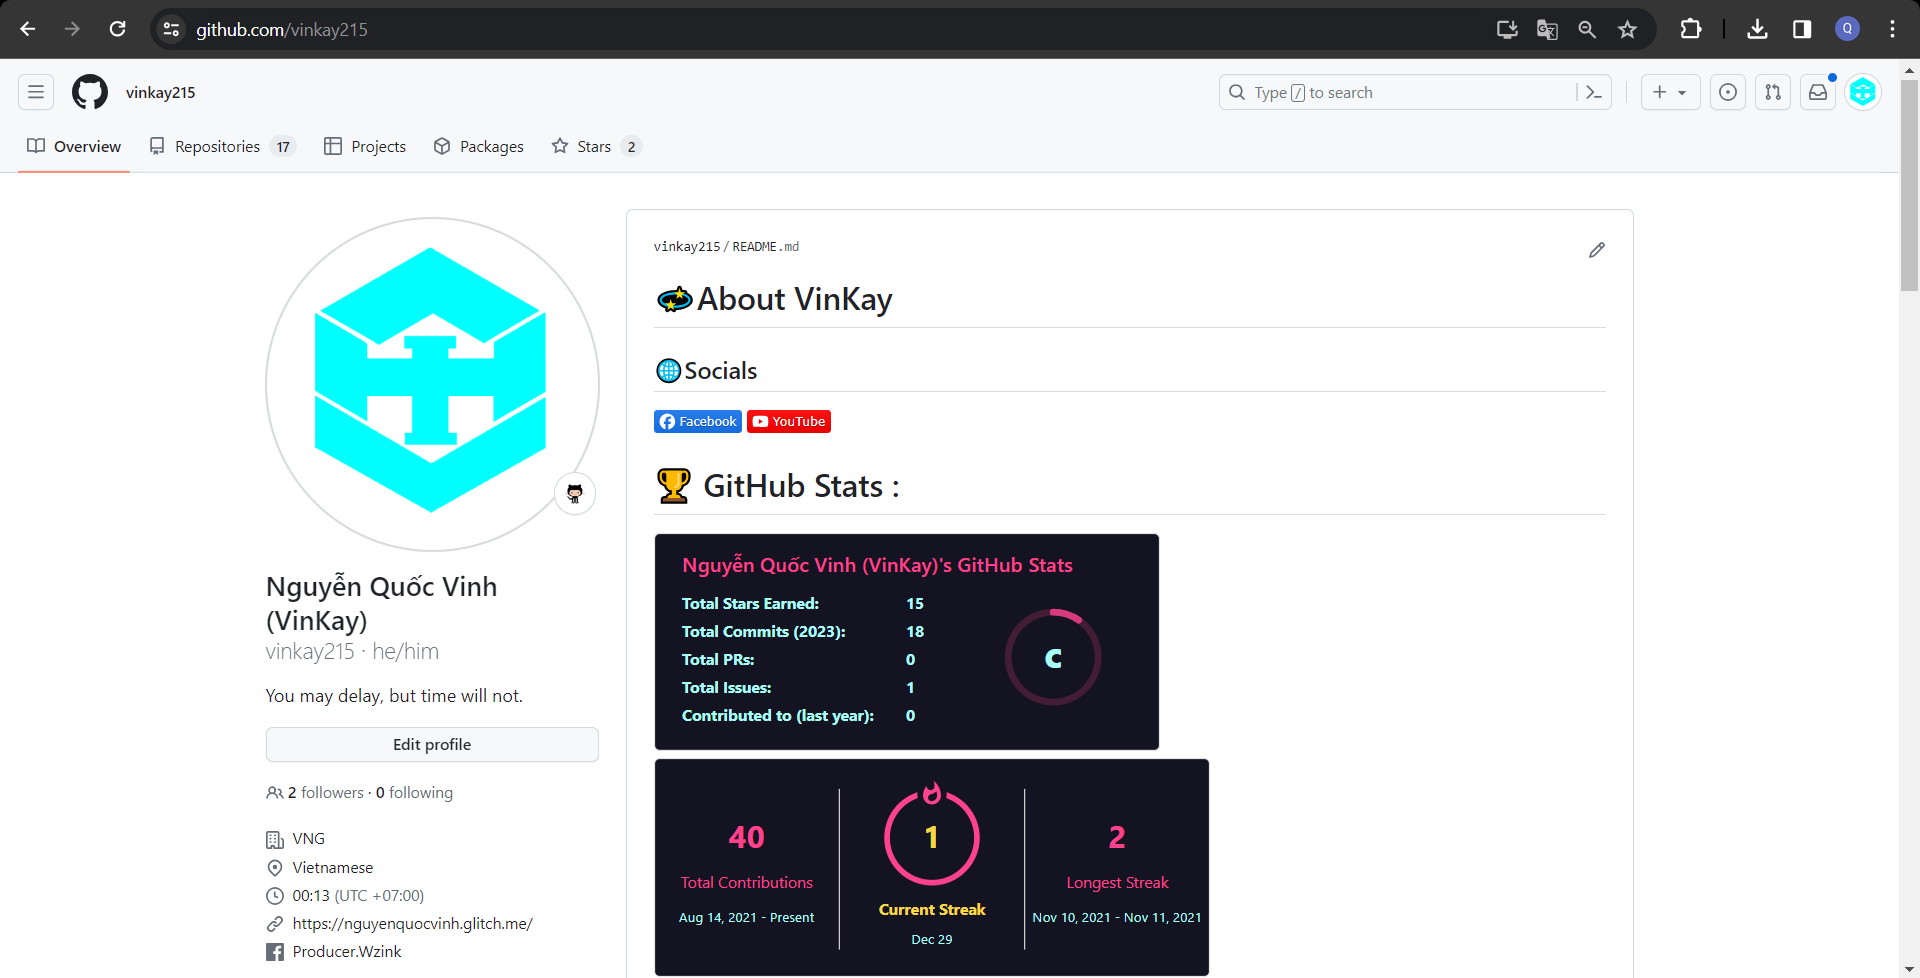 github.com/vinkay215
Q
vinkay215
Type / to search
Overview
Repositories 17
Projects
Packages
Stars 2
Nguyễn Quốc Vinh
(VinKay)
vinkay215 · he/him
You may delay, but time will not.
Edit profile
2 followers · 0 following
VNG
Vietnamese
00:13 (UTC +07:00)
https://nguyenquocvinh.glitch.me/
Producer.Wzink
vinkay215/README.md
About VinKay
Socials
Facebook YouTube
GitHub Stats :
Nguyễn Quốc Vinh (VinKay)'s GitHub Stats
Total Stars Earned: 15
Total Commits (2023): 18
Total PRs: 0
Total Issues: 1
Contributed to (last year): 0
C
40
Total Contributions
Aug 14, 2021 - Present
1
Current Streak
Dec 29
2
Longest Streak
Nov 10, 2021 - Nov 11, 2021